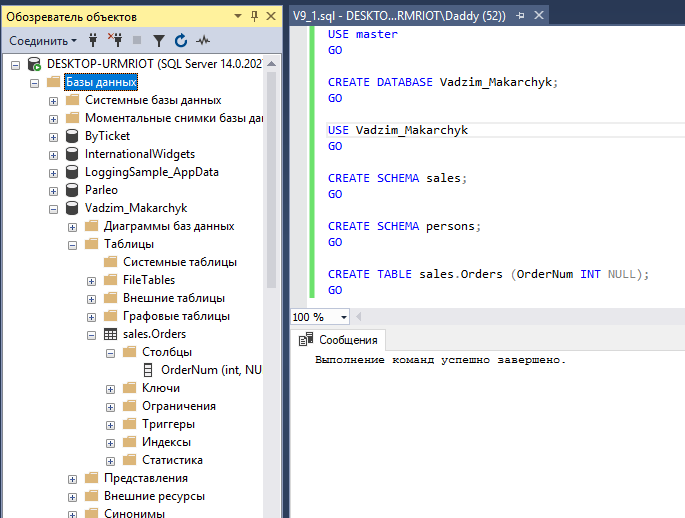 Обозреватель объектов
Соединить
DESKTOP-URMRIOT (SQL Server 14.0.202
Базы данных
Системные базы данных
Моментальные снимки базы да
ByTicket
InternationalWidgets
LoggingSample_AppData
Parleo
Vadzim_Makarchyk
Диаграммы баз данных
Таблицы
Системные таблицы
FileTables
Внешние таблицы
Графовые таблицы
sales.Orders
Столбцы
OrderNum (int, NU
Ключи
Ограничения
Триггеры
Индексы
Статистика
Представления
Внешние ресурсы
Синонимы
V9_1.sql - DESKTO...RMRIOT\Daddy (52))
USE master
GO
CREATE DATABASE Vadzim_Makarchyk;
GO
USE Vadzim_Makarchyk
GO
CREATE SCHEMA sales;
GO
CREATE SCHEMA persons;
GO
CREATE TABLE sales.Orders (OrderNum INT NULL);
GO
100 %
Сообщения
Выполнение команд успешно завершено.